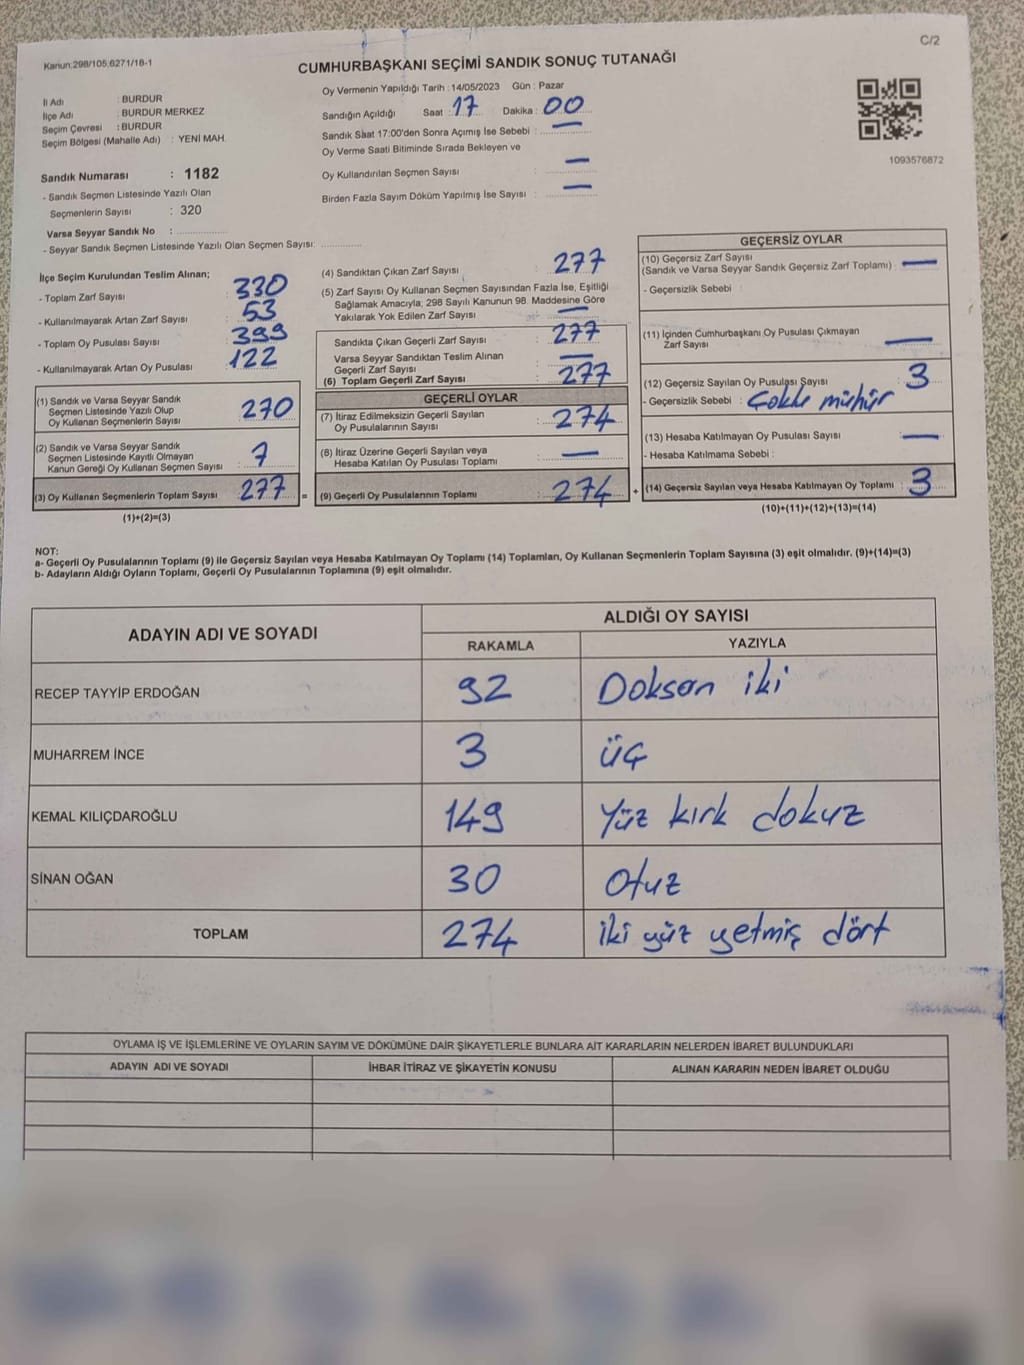 C/2
Kanun:298/105;6271/18-1
CUMHURBAŞKANI SEÇİMİ SANDIK SONUÇ TUTANAĞI
İl Adı : BURDUR
İlçe Adı : BURDUR MERKEZ
Seçim Çevresi : BURDUR
Seçim Bölgesi (Mahalle Adı) : YENİ MAH.
Sandık Numarası : 1182
- Sandık Seçmen Listesinde Yazılı Olan
Seçmenlerin Sayısı : 320
Varsa Seyyar Sandık No :
- Seyyar Sandık Seçmen Listesinde Yazılı Olan Seçmen Sayısı:
Oy Vermenin Yapıldığı Tarih : 14/05/2023 Gün : Pazar
Sandığın Açıldığı Saat : 17 Dakika : 00
Sandık Saat 17:00'den Sonra Açımış İse Sebebi : —
Oy Verme Saati Bitiminde Sırada Bekleyen ve
Oy Kullandırılan Seçmen Sayısı : —
Birden Fazla Sayım Döküm Yapılmış İse Sayısı : —
1093576872
İlçe Seçim Kurulundan Teslim Alınan;
- Toplam Zarf Sayısı : 330
- Kullanılmayarak Artan Zarf Sayısı : 53
- Toplam Oy Pusulası Sayısı : 399
- Kullanılmayarak Artan Oy Pusulası : 122
(1) Sandık ve Varsa Seyyar Sandık
Seçmen Listesinde Yazılı Olup
Oy Kullanan Seçmenlerin Sayısı : 270
(2) Sandık ve Varsa Seyyar Sandık
Seçmen Listesinde Kayıtlı Olmayan
Kanun Gereği Oy Kullanan Seçmen Sayısı : 7
(3) Oy Kullanan Seçmenlerin Toplam Sayısı : 277 =
(1)+(2)=(3)
(4) Sandıktan Çıkan Zarf Sayısı : 277
(5) Zarf Sayısı Oy Kullanan Seçmen Sayısından Fazla İse, Eşitliği
Sağlamak Amacıyla; 298 Sayılı Kanunun 98. Maddesine Göre
Yakılarak Yok Edilen Zarf Sayısı : —
Sandıkta Çıkan Geçerli Zarf Sayısı : 277
Varsa Seyyar Sandıktan Teslim Alınan
Geçerli Zarf Sayısı : —
(6) Toplam Geçerli Zarf Sayısı : 277
GEÇERLİ OYLAR
(7) İtiraz Edilmeksizin Geçerli Sayılan
Oy Pusulalarının Sayısı : 274
(8) İtiraz Üzerine Geçerli Sayılan veya
Hesaba Katılan Oy Pusulası Toplamı : —
(9) Geçerli Oy Pusulalarının Toplamı : 274 +
GEÇERSİZ OYLAR
(10) Geçersiz Zarf Sayısı
(Sandık ve Varsa Seyyar Sandık Geçersiz Zarf Toplamı) : —
- Geçersizlik Sebebi :
(11) İçinden Cumhurbaşkanı Oy Pusulası Çıkmayan
Zarf Sayısı : —
(12) Geçersiz Sayılan Oy Pusulası Sayısı : 3
- Geçersizlik Sebebi : Çoklu mühür
(13) Hesaba Katılmayan Oy Pusulası Sayısı : —
- Hesaba Katılmama Sebebi :
(14) Geçersiz Sayılan veya Hesaba Katılmayan Oy Toplamı : 3
(10)+(11)+(12)+(13)=(14)
NOT:
a- Geçerli Oy Pusulalarının Toplamı (9) ile Geçersiz Sayılan veya Hesaba Katılmayan Oy Toplamı (14) Toplamları, Oy Kullanan Seçmenlerin Toplam Sayısına (3) eşit olmalıdır. (9)+(14)=(3)
b- Adayların Aldığı Oyların Toplamı, Geçerli Oy Pusulalarının Toplamına (9) eşit olmalıdır.
ADAYIN ADI VE SOYADI ALDIĞI OY SAYISI
RAKAMLA YAZIYLA
RECEP TAYYİP ERDOĞAN 92 Doksan iki
MUHARREM İNCE 3 üç
KEMAL KILIÇDAROĞLU 149 Yüz kırk dokuz
SİNAN OĞAN 30 Otuz
TOPLAM 274 iki yüz yetmiş dört
OYLAMA İŞ VE İŞLEMLERİNE VE OYLARIN SAYIM VE DÖKÜMÜNE DAİR ŞİKAYETLERLE BUNLARA AİT KARARLARIN NELERDEN İBARET BULUNDUKLARI
ADAYIN ADI VE SOYADI İHBAR İTİRAZ VE ŞİKAYETİN KONUSU ALINAN KARARIN NEDEN İBARET OLDUĞU